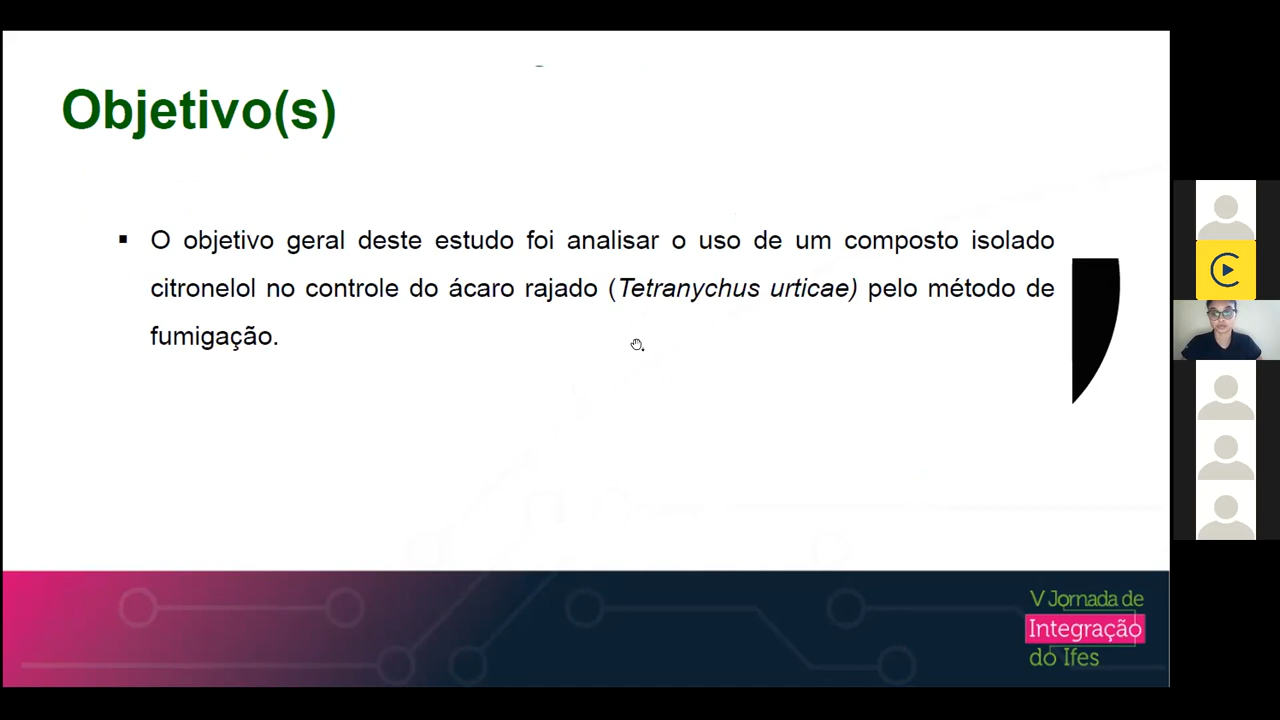 Objetivo(s)
▪ O objetivo geral deste estudo foi analisar o uso de um composto isolado
citronelol no controle do ácaro rajado (Tetranychus urticae) pelo método de
fumigação.
V Jornada de
Integração
do Ifes